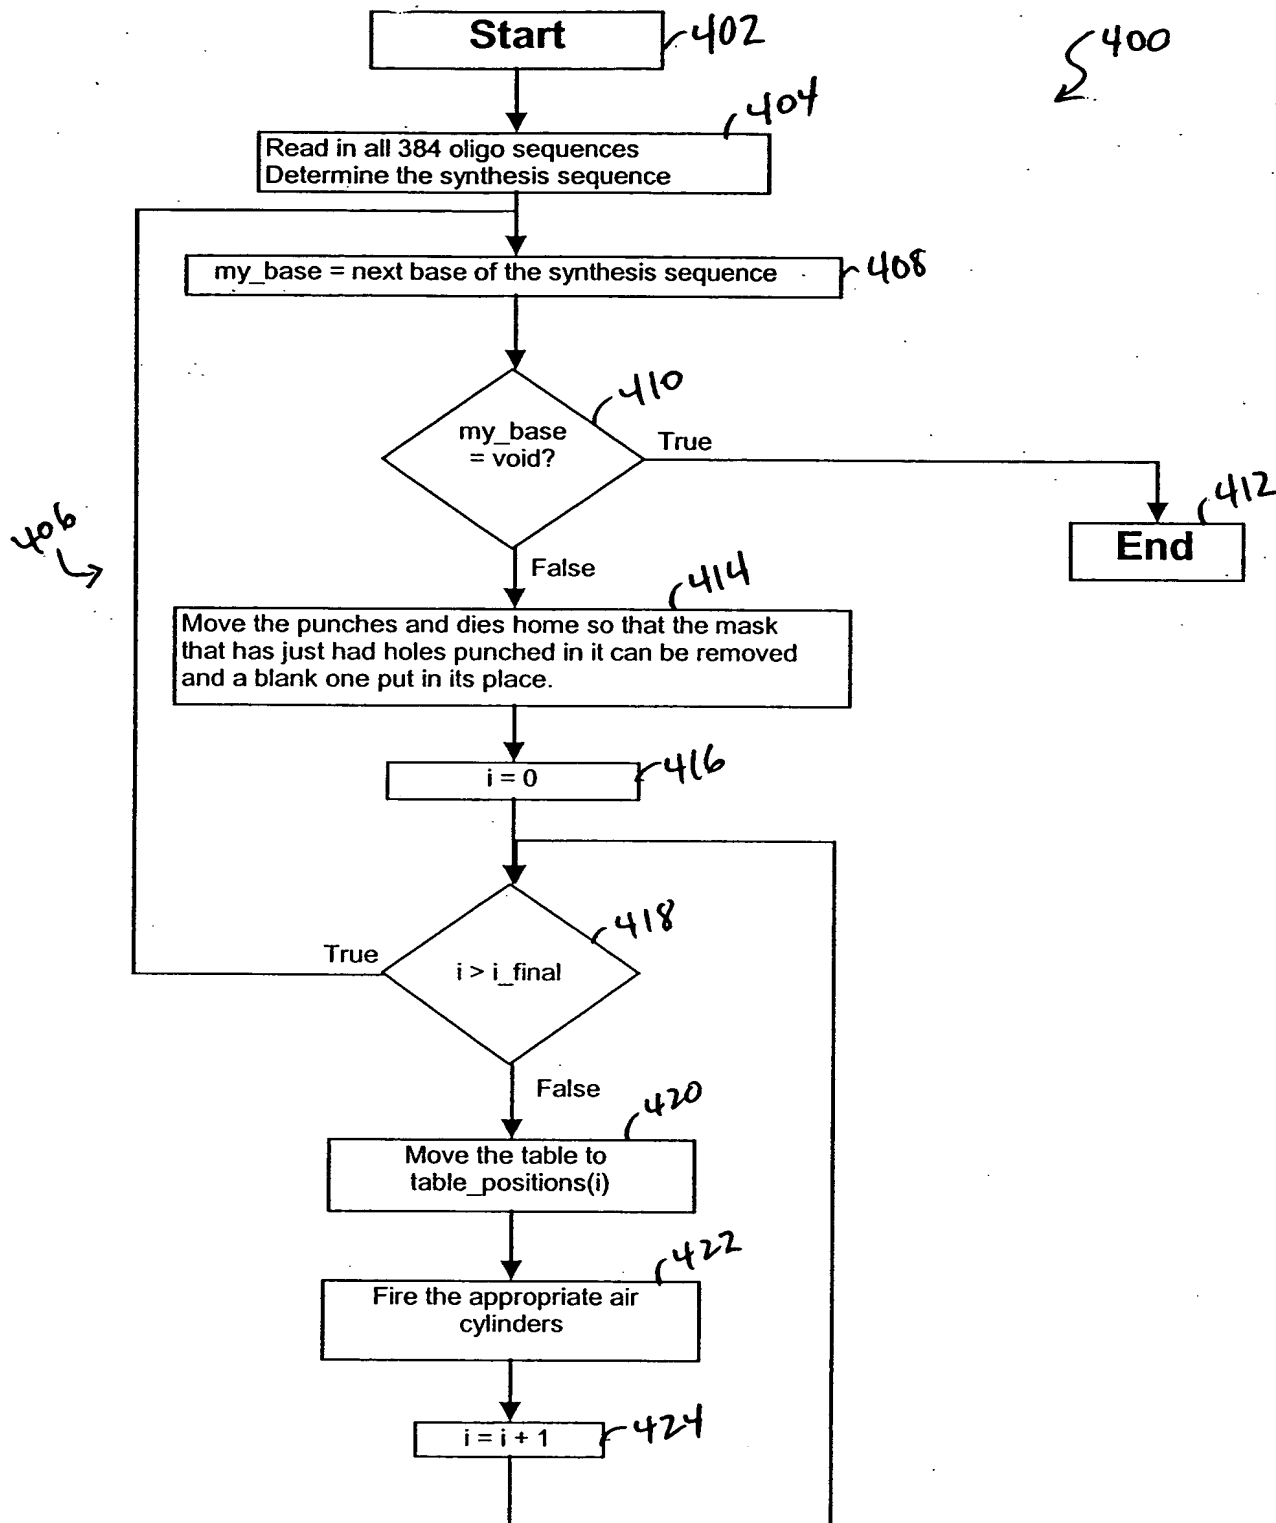 Start
402
400
404
Read in all 384 oligo sequences
Determine the synthesis sequence
my_base = next base of the synthesis sequence
408
410
my_base
= void?
True
412
End
406
False
414
Move the punches and dies home so that the mask
that has just had holes punched in it can be removed
and a blank one put in its place.
i = 0
416
418
True
i > i_final
False
420
Move the table to
table_positions(i)
422
Fire the appropriate air
cylinders
i = i + 1
424